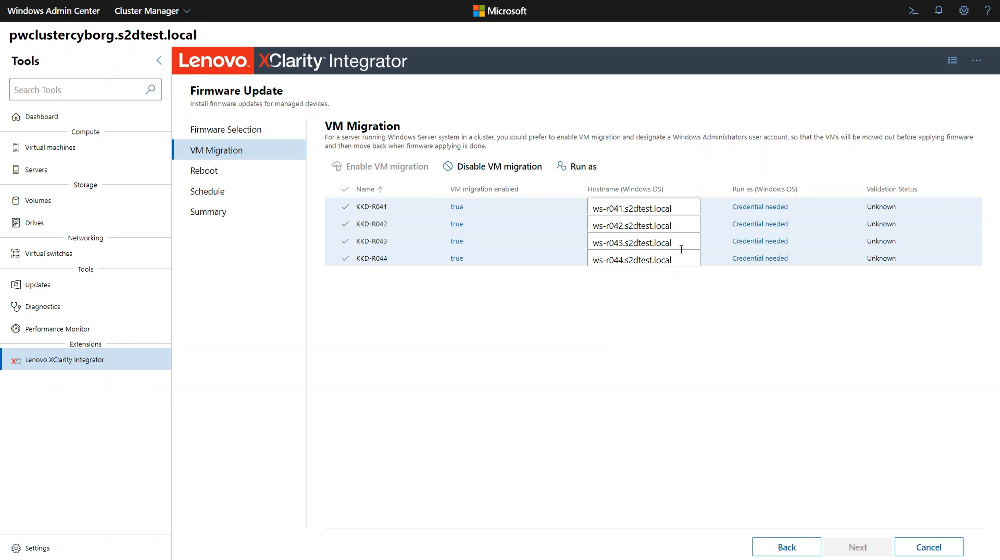 Windows Admin Center Cluster Manager Microsoft
pwclustercyborg.s2dtest.local
Tools
Search Tools
Dashboard
Compute
Virtual machines
Servers
Storage
Volumes
Drives
Networking
Virtual switches
Tools
Updates
Diagnostics
Performance Monitor
Extensions
XC Lenovo XClarity Integrator
Settings
Lenovo™ XClarity™ Integrator
Firmware Update
Install firmware updates for managed devices.
Firmware Selection
VM Migration
Reboot
Schedule
Summary
VM Migration
For a server running Windows Server system in a cluster, you could prefer to enable VM migration and designate a Windows Administrators user account, so that the VMs will be moved out before applying firmware
and then move back when firmware applying is done.
Enable VM migration Disable VM migration Run as
Name VM migration enabled Hostname (Windows OS) Run as (Windows OS) Validation Status
KKD-R041 true ws-r041.s2dtest.local Credential needed Unknown
KKD-R042 true ws-r042.s2dtest.local Credential needed Unknown
KKD-R043 true ws-r043.s2dtest.local Credential needed Unknown
KKD-R044 true ws-r044.s2dtest.local Credential needed Unknown
Back Next Cancel